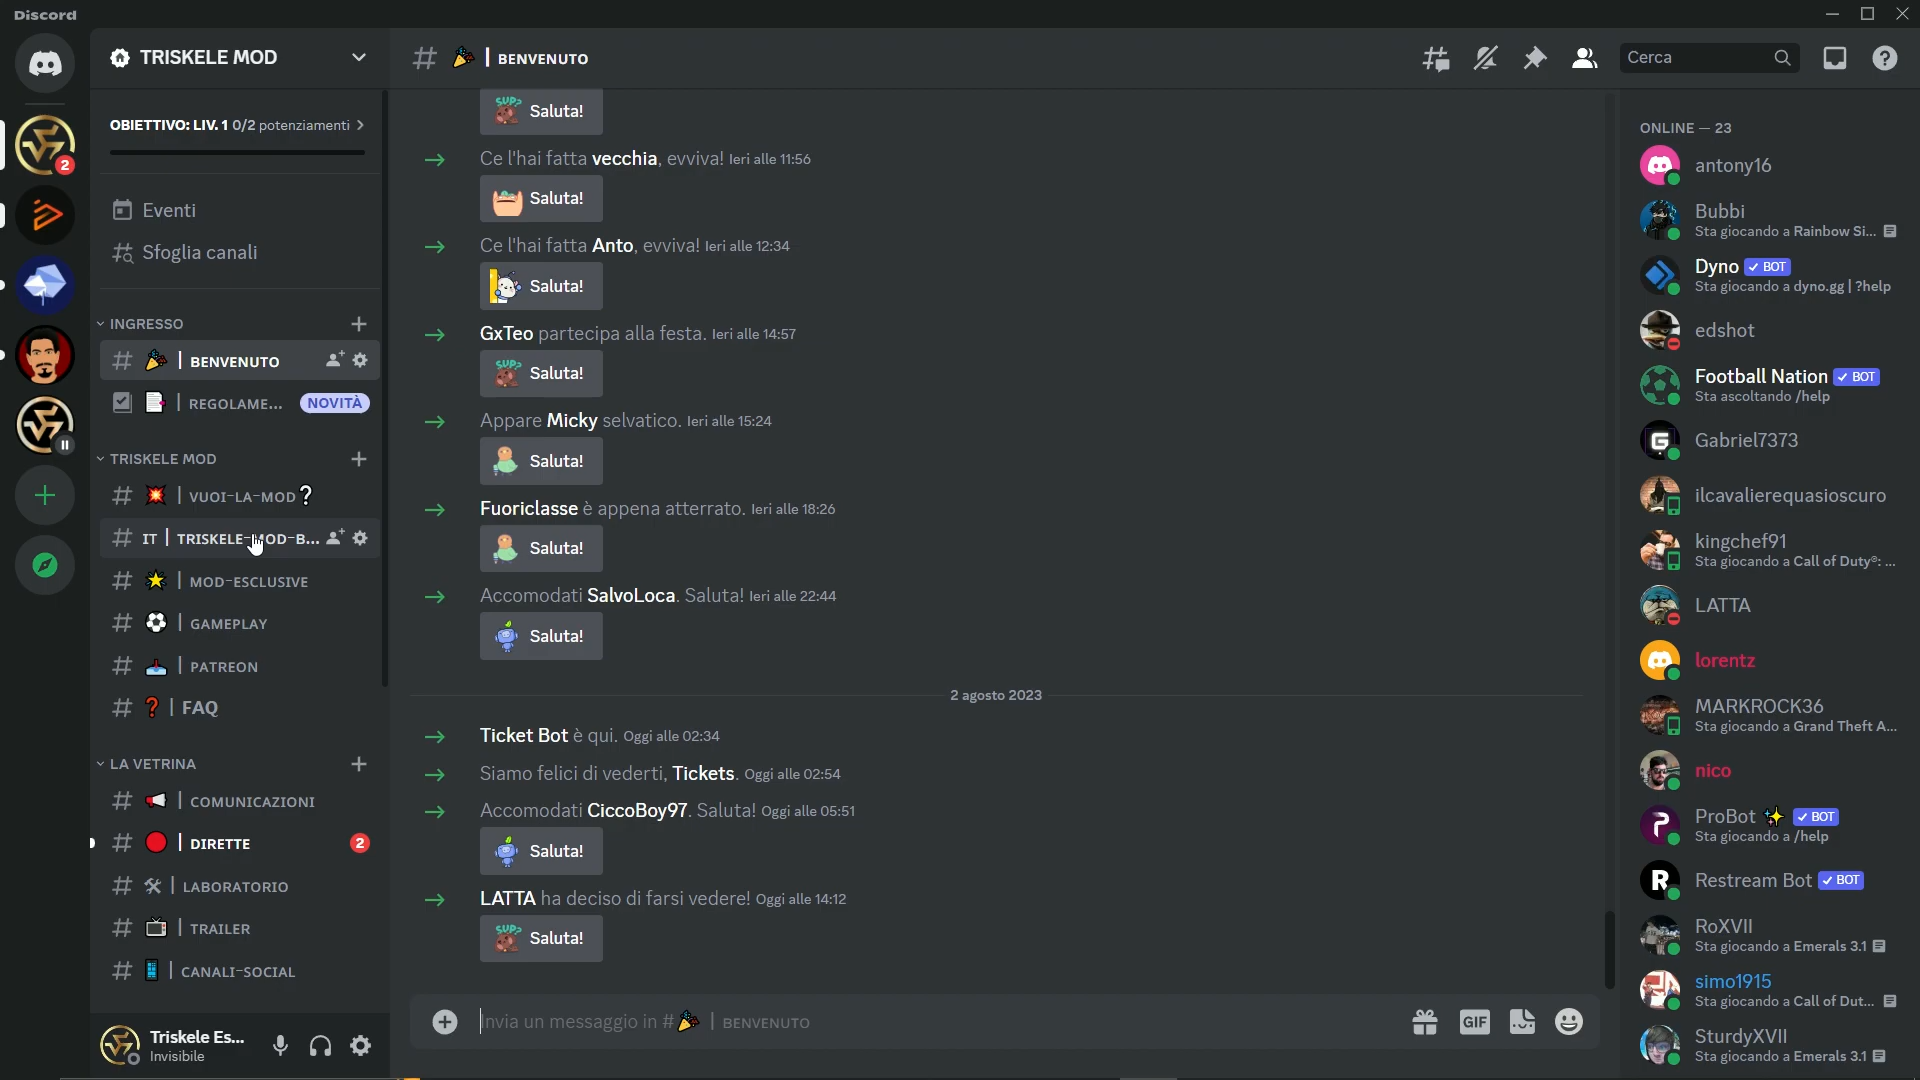 Discord
TRISKELE MOD
OBIETTIVO: LIV. 1 0/2 potenziamenti
Eventi
Sfoglia canali
INGRESSO
| BENVENUTO
| REGOLAME... NOVITÀ
TRISKELE MOD
| VUOI-LA-MOD?
IT | TRISKELE-MOD-B...
| MOD-ESCLUSIVE
| GAMEPLAY
| PATREON
| FAQ
LA VETRINA
| COMUNICAZIONI
| DIRETTE 2
| LABORATORIO
| TRAILER
| CANALI-SOCIAL
Triskele Es...
Invisibile
2
# | BENVENUTO
Cerca
SUP? Saluta!
Ce l'hai fatta vecchia, evviva! Ieri alle 11:56
Saluta!
Ce l'hai fatta Anto, evviva! Ieri alle 12:34
Saluta!
GxTeo partecipa alla festa. Ieri alle 14:57
SUP? Saluta!
Appare Micky selvatico. Ieri alle 15:24
Saluta!
Fuoriclasse è appena atterrato. Ieri alle 18:26
Saluta!
Accomodati SalvoLoca. Saluta! Ieri alle 22:44
Saluta!
2 agosto 2023
Ticket Bot è qui. Oggi alle 02:34
Siamo felici di vederti, Tickets. Oggi alle 02:54
Accomodati CiccoBoy97. Saluta! Oggi alle 05:51
Saluta!
LATTA ha deciso di farsi vedere! Oggi alle 14:12
SUP? Saluta!
Invia un messaggio in # | BENVENUTO
GIF
ONLINE — 23
antony16
Bubbi
Sta giocando a Rainbow Si...
Dyno ✓ BOT
Sta giocando a dyno.gg | ?help
edshot
Football Nation ✓ BOT
Sta ascoltando /help
Gabriel7373
ilcavalierequasioscuro
kingchef91
Sta giocando a Call of Duty®: ...
LATTA
lorentz
MARKROCK36
Sta giocando a Grand Theft A...
nico
ProBot ✨ ✓ BOT
Sta giocando a /help
Restream Bot ✓ BOT
RoXVII
Sta giocando a Emerals 3.1
simo1915
Sta giocando a Call of Dut...
SturdyXVII
Sta giocando a Emerals 3.1